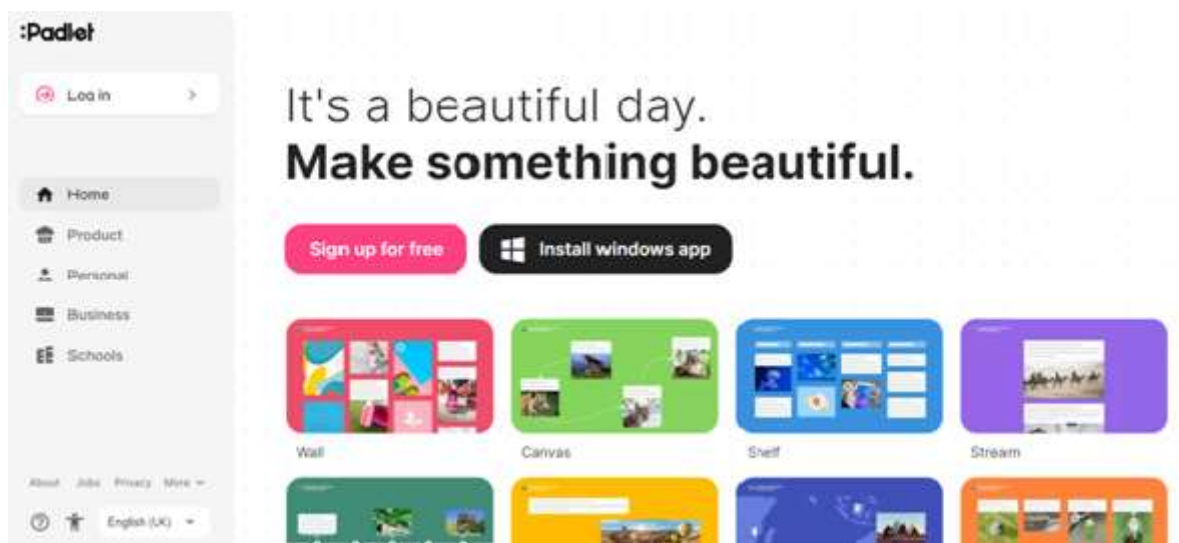 :Padlet
Log in
Home
Product
Personal
Business
Schools
About Jobs Privacy More
English (UK)
It's a beautiful day.
Make something beautiful.
Sign up for free
Install windows app
Wall
Canvas
Shelf
Stream